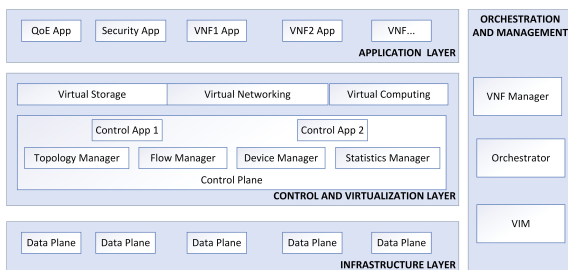 QoE App
Security App
VNF1 App
VNF2 App
VNF...
APPLICATION LAYER
Virtual Storage
Virtual Networking
Virtual Computing
Control App 1
Control App 2
Topology Manager
Flow Manager
Device Manager
Statistics Manager
Control Plane
CONTROL AND VIRTUALIZATION LAYER
Data Plane
Data Plane
Data Plane
Data Plane
Data Plane
INFRASTRUCTURE LAYER
ORCHESTRATION
AND MANAGEMENT
VNF Manager
Orchestrator
VIM